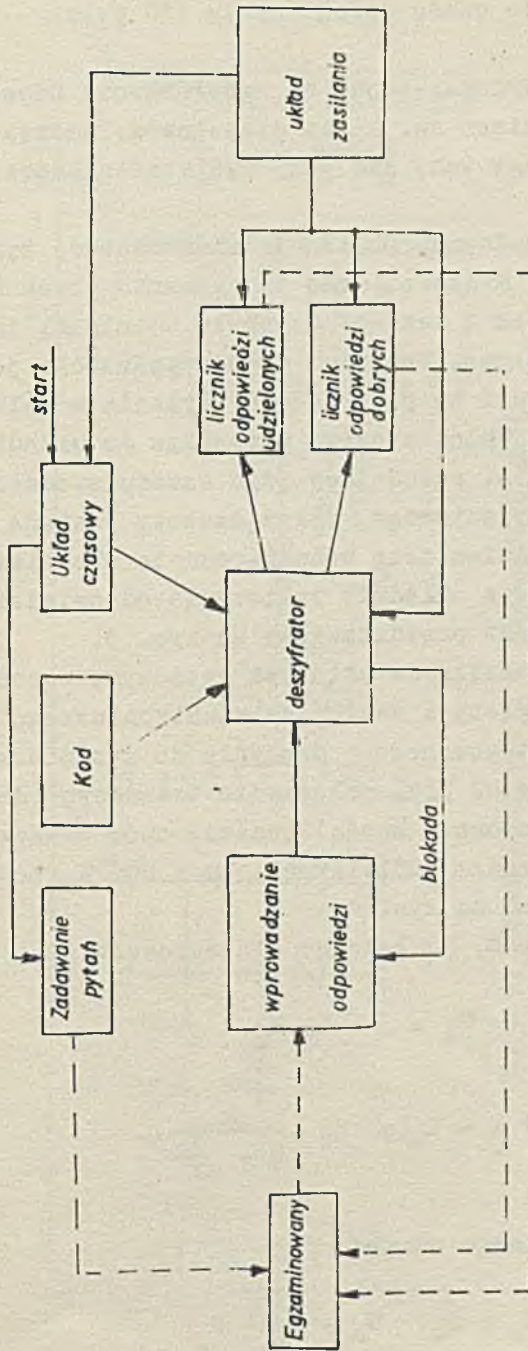 start
Układ
czasowy
układ
zasilania
Kod
Zadawanie
pytań
licznik
odpowiedzi
udzielonych
licznik
odpowiedzi
dobrych
deszyfrator
wprowadzanie
odpowiedzi
blokada
Egzaminowany